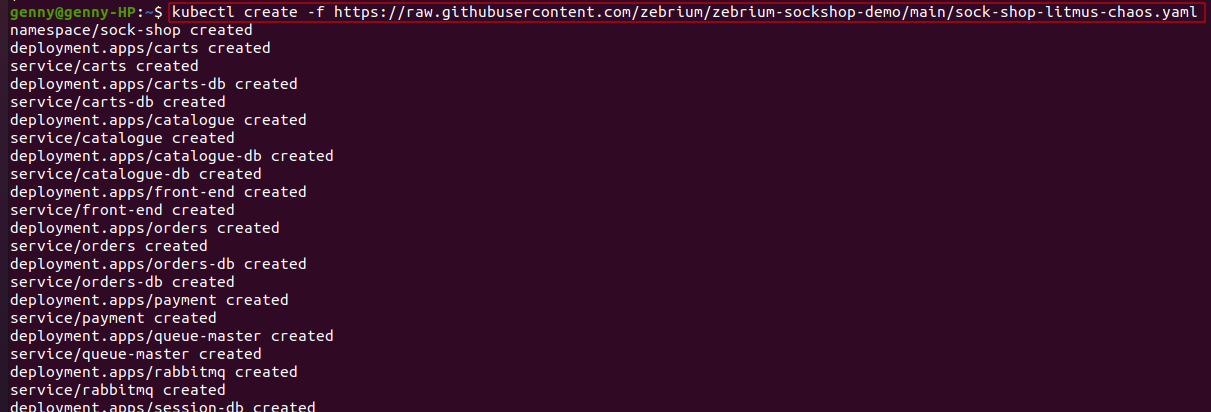 genny@genny-HP:~$ kubectl create -f https://raw.githubusercontent.com/zebrium/zebrium-sockshop-demo/main/sock-shop-litmus-chaos.yaml
namespace/sock-shop created
deployment.apps/carts created
service/carts created
deployment.apps/carts-db created
service/carts-db created
deployment.apps/catalogue created
service/catalogue created
deployment.apps/catalogue-db created
service/catalogue-db created
deployment.apps/front-end created
service/front-end created
deployment.apps/orders created
service/orders created
deployment.apps/orders-db created
service/orders-db created
deployment.apps/payment created
service/payment created
deployment.apps/queue-master created
service/queue-master created
deployment.apps/rabbitmq created
service/rabbitmq created
deployment.apps/session-db created